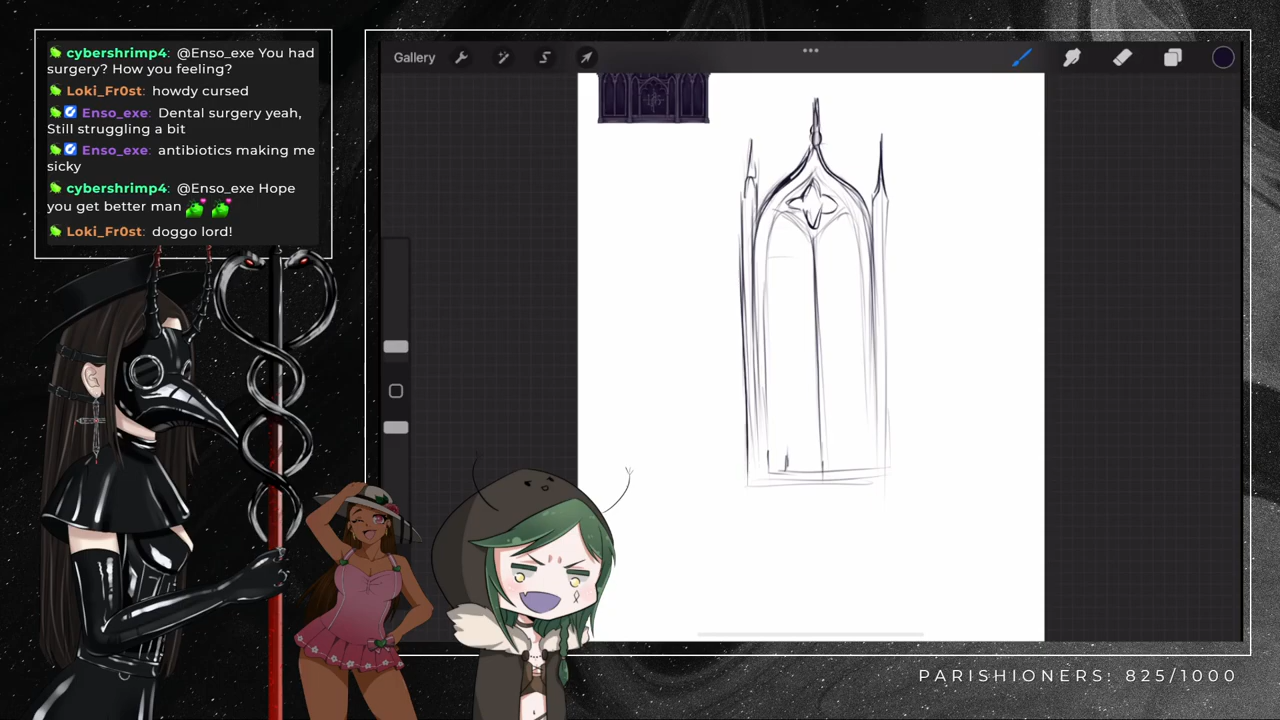 cybershrimp4: @Enso_exe You had
surgery? How you feeling?
Loki_Fr0st: howdy cursed
Enso_exe: Dental surgery yeah,
Still struggling a bit
Enso_exe: antibiotics making me
sicky
cybershrimp4: @Enso_exe Hope
you get better man
Loki_Fr0st: doggo lord!
Gallery
PARISHIONERS: 825/1000